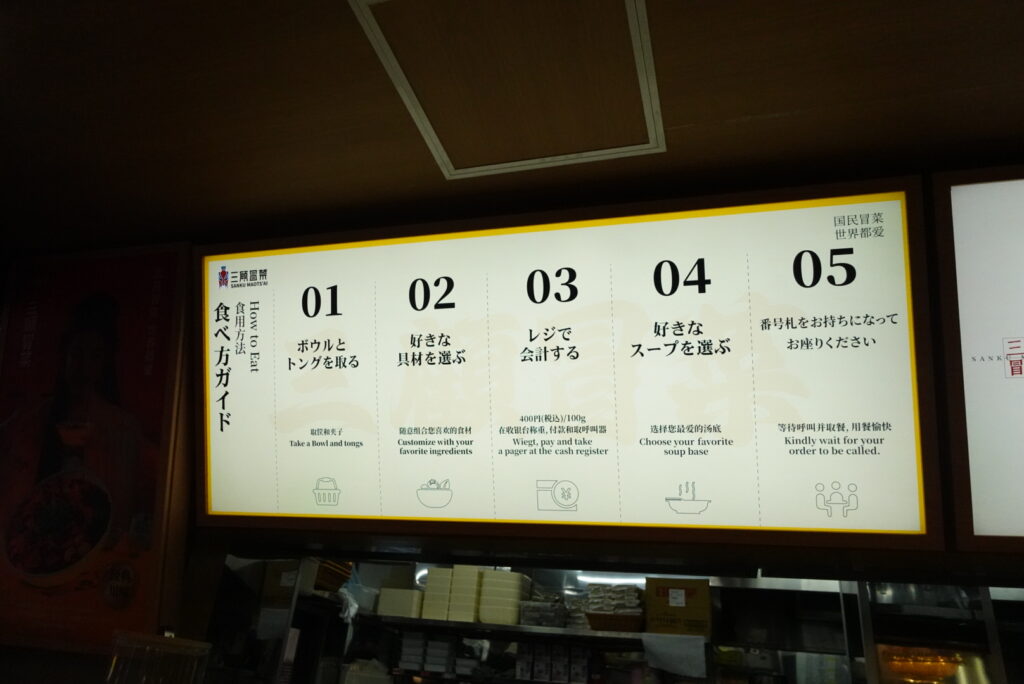 三顾冒菜
SANKU MAOTS'AI
How to Eat
食用方法
食べ方ガイド
国民冒菜
世界都爱
01
ボウルと
トングを取る
取筐和夹子
Take a Bowl and tongs
02
好きな
具材を選ぶ
随意组合您喜欢的食材
Customize with your
favorite ingredients
03
レジで
会計する
400円(税込)/100g
在收银台称重, 付款和取呼叫器
Wiegt, pay and take
a pager at the cash register
04
好きな
スープを選ぶ
选择您最爱的汤底
Choose your favorite
soup base
05
番号札をお持ちになって
お座りください
等待呼叫并取餐, 用餐愉快
Kindly wait for your
order to be called.
SANK
三
冒